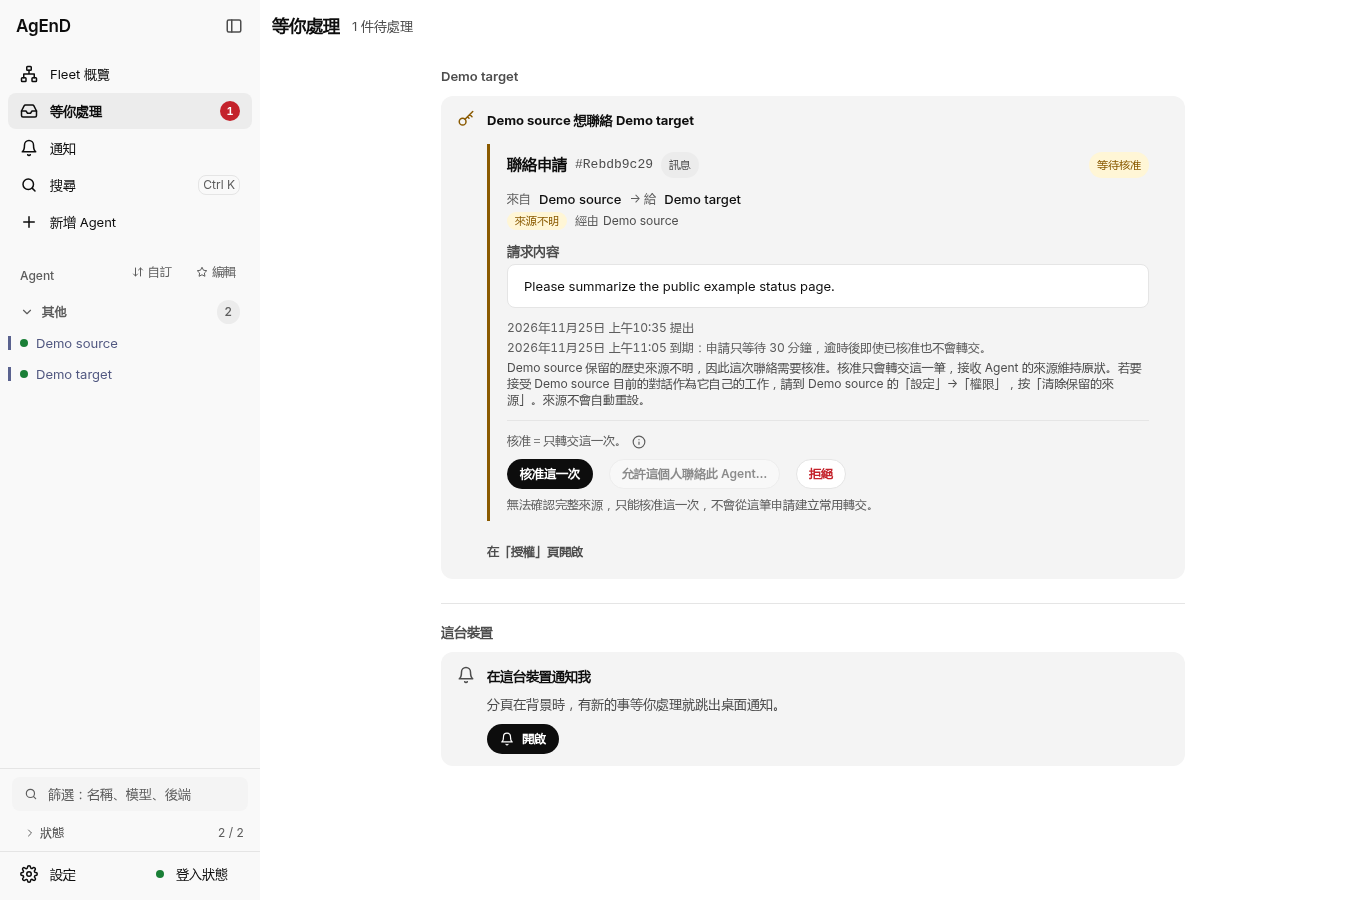 AgEnD
Fleet 概覽
等你處理 1
通知
搜尋 Ctrl K
新增 Agent
Agent 自訂 編輯
其他 2
Demo source
Demo target
篩選：名稱、模型、後端
狀態 2 / 2
設定 登入狀態
等你處理 1 件待處理
Demo target
Demo source 想聯絡 Demo target
聯絡申請 #Rebdb9c29 訊息 等待核准
來自 Demo source → 給 Demo target
來源不明 經由 Demo source
請求內容
Please summarize the public example status page.
2026年11月25日 上午10:35 提出
2026年11月25日 上午11:05 到期：申請只等待 30 分鐘，逾時後即使已核准也不會轉交。
Demo source 保留的歷史來源不明，因此這次聯絡需要核准。核准只會轉交這一筆，接收 Agent 的來源維持原狀。若要
接受 Demo source 目前的對話作為它自己的工作，請到 Demo source 的「設定」→「權限」，按「清除保留的來
源」。來源不會自動重設。
核准 = 只轉交這一次。
核准這一次 允許這個人聯絡此 Agent… 拒絕
無法確認完整來源，只能核准這一次，不會從這筆申請建立常用轉交。
在「授權」頁開啟
這台裝置
在這台裝置通知我
分頁在背景時，有新的事等你處理就跳出桌面通知。
開啟